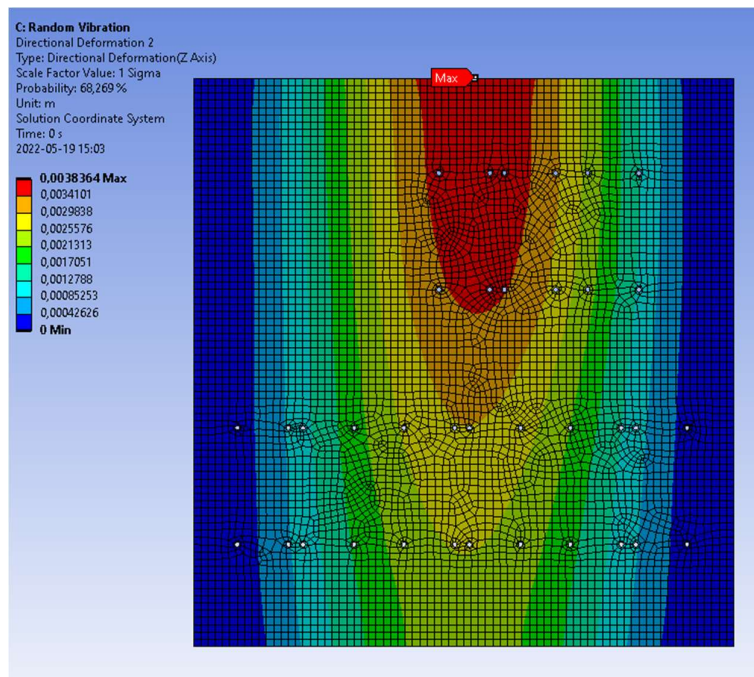 C: Random Vibration
Directional Deformation 2
Type: Directional Deformation(Z Axis)
Scale Factor Value: 1 Sigma
Probability: 68,269 %
Unit: m
Solution Coordinate System
Time: 0 s
2022-05-19 15:03
Max
0,0038364 Max
0,0034101
0,0029838
0,0025576
0,0021313
0,0017051
0,0012788
0,00085253
0,00042626
0 Min